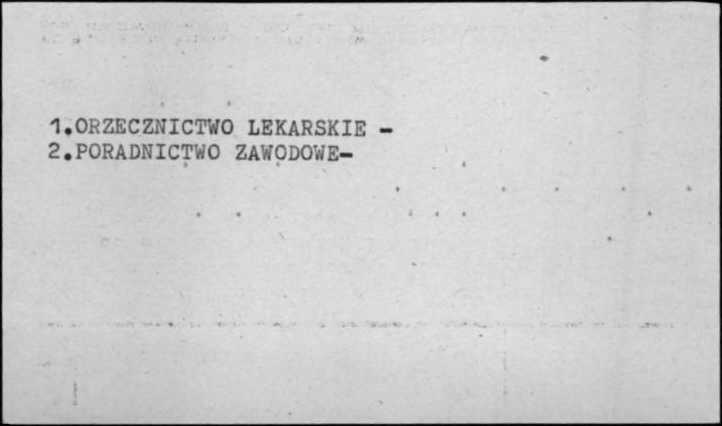 1.ORZECZNICTWO LEKARSKIE -
2.PORADNICTWO ZAWODOWE-